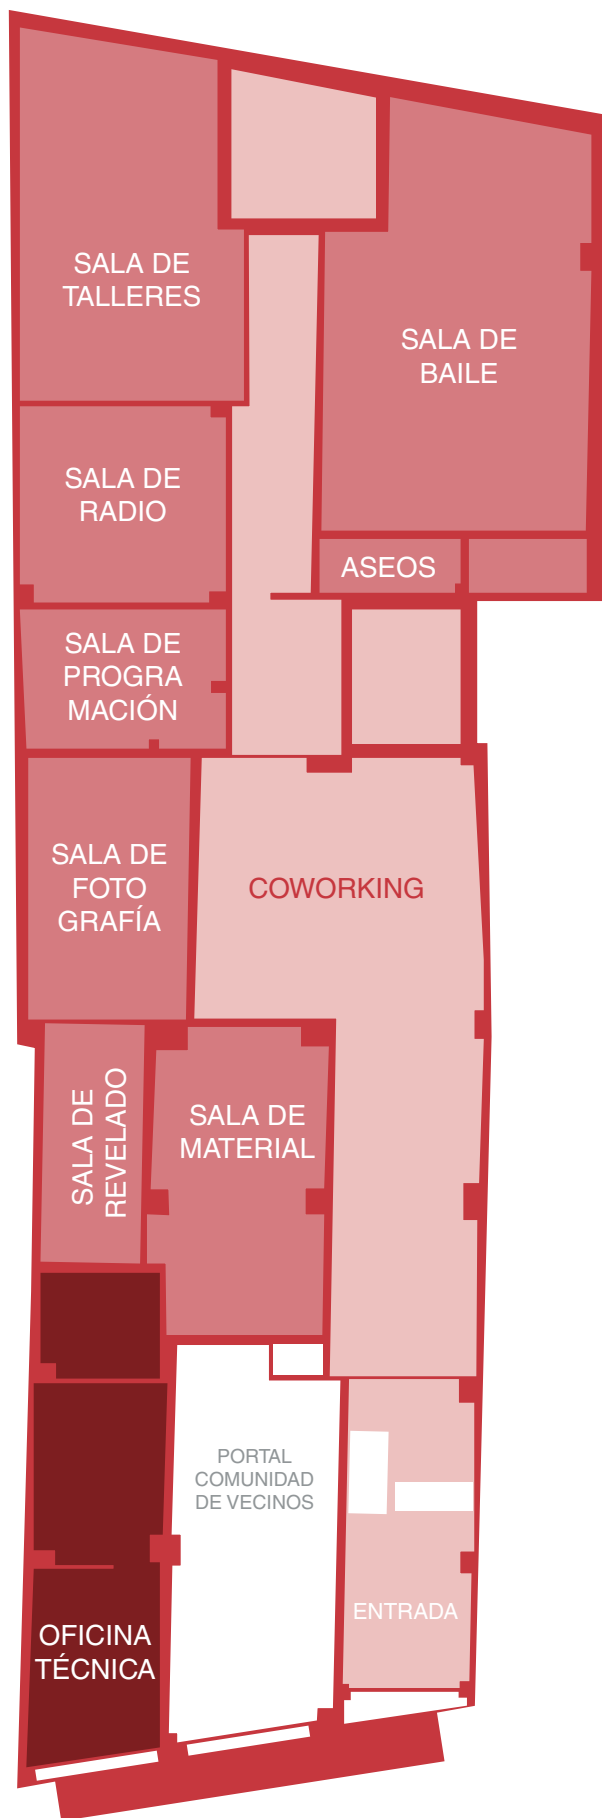 SALA DE
TALLERES
SALA DE
BAILE
SALA DE
RADIO
ASEOS
SALA DE
PROGRA
MACIÓN
SALA DE
FOTO
GRAFÍA
COWORKING
SALA DE
REVELADO
SALA DE
MATERIAL
PORTAL
COMUNIDAD
DE VECINOS
ENTRADA
OFICINA
TÉCNICA